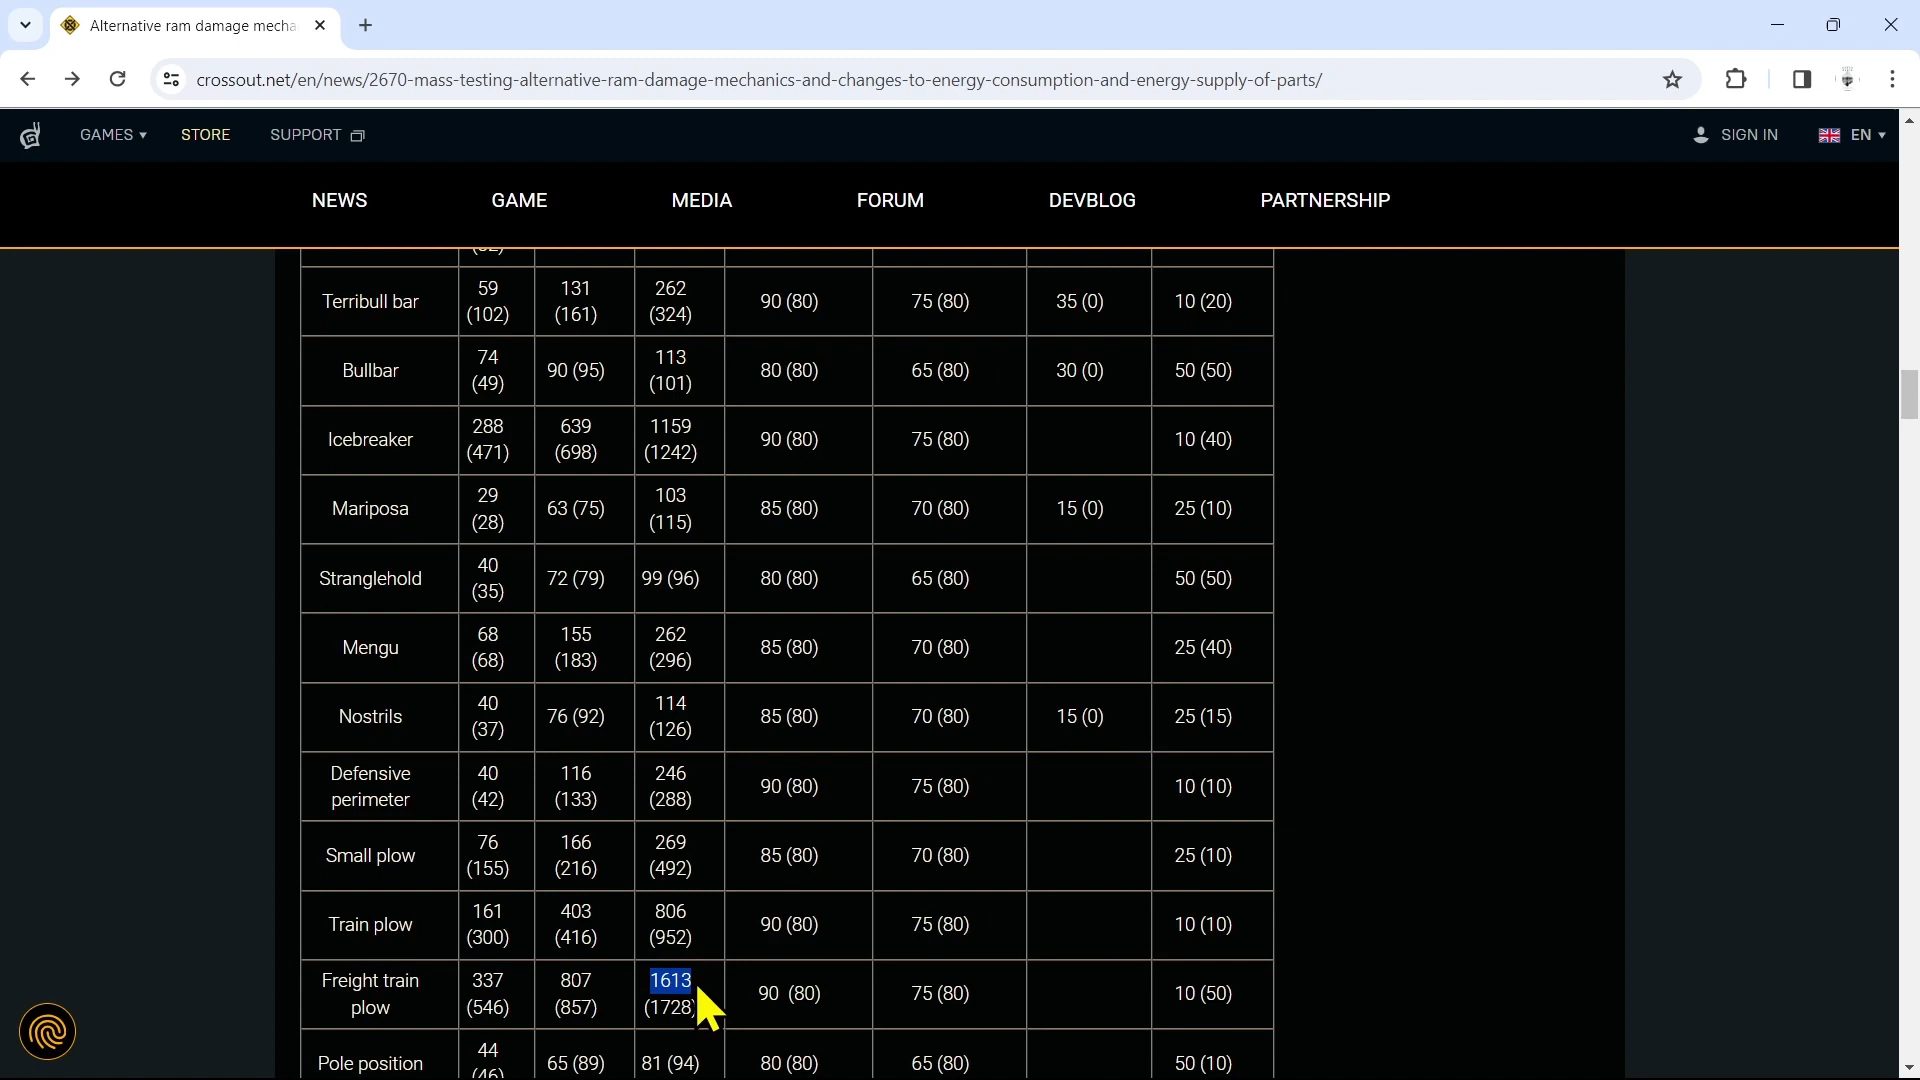 Alternative ram damage mecha
crossout.net/en/news/2670-mass-testing-alternative-ram-damage-mechanics-and-changes-to-energy-consumption-and-energy-supply-of-parts/
GAMES STORE SUPPORT SIGN IN EN
NEWS GAME MEDIA FORUM DEVBLOG PARTNERSHIP
Terribull bar 59 (102) 131 (161) 262 (324) 90 (80) 75 (80) 35 (0) 10 (20)
Bullbar 74 (49) 90 (95) 113 (101) 80 (80) 65 (80) 30 (0) 50 (50)
Icebreaker 288 (471) 639 (698) 1159 (1242) 90 (80) 75 (80) 10 (40)
Mariposa 29 (28) 63 (75) 103 (115) 85 (80) 70 (80) 15 (0) 25 (10)
Stranglehold 40 (35) 72 (79) 99 (96) 80 (80) 65 (80) 50 (50)
Mengu 68 (68) 155 (183) 262 (296) 85 (80) 70 (80) 25 (40)
Nostrils 40 (37) 76 (92) 114 (126) 85 (80) 70 (80) 15 (0) 25 (15)
Defensive perimeter 40 (42) 116 (133) 246 (288) 90 (80) 75 (80) 10 (10)
Small plow 76 (155) 166 (216) 269 (492) 85 (80) 70 (80) 25 (10)
Train plow 161 (300) 403 (416) 806 (952) 90 (80) 75 (80) 10 (10)
Freight train plow 337 (546) 807 (857) 1613 (1728) 90 (80) 75 (80) 10 (50)
Pole position 44 (46) 65 (89) 81 (94) 80 (80) 65 (80) 50 (10)